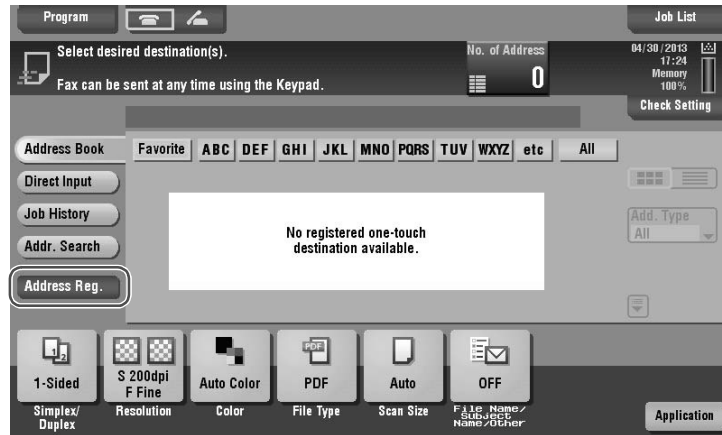 Program
Job List
Select desired destination(s).
Fax can be sent at any time using the Keypad.
No. of Address
0
04/30/2013
17:24
Memory
100%
Check Setting
Address Book
Favorite ABC DEF GHI JKL MNO PQRS TUV WXYZ etc All
Direct Input
Job History
Addr. Search
Address Reg.
No registered one-touch
destination available.
Add. Type
All
1 2
1-Sided
Simplex/
Duplex
S 200dpi
F Fine
Resolution
Auto Color
Color
PDF
PDF
File Type
Auto
Scan Size
OFF
File Name/
Subject
Name/Other
Application